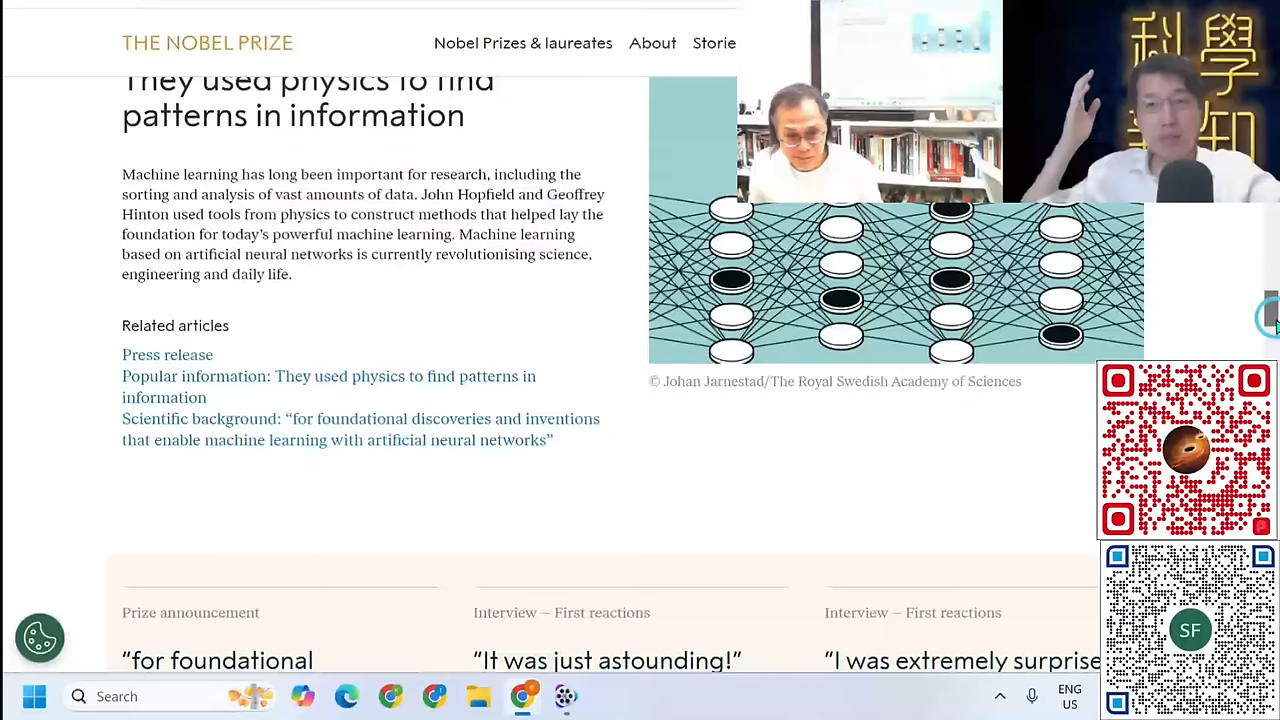 THE NOBEL PRIZE
Nobel Prizes & laureates About Storie
They used physics to find
patterns in information
Machine learning has long been important for research, including the
sorting and analysis of vast amounts of data. John Hopfield and Geoffrey
Hinton used tools from physics to construct methods that helped lay the
foundation for today's powerful machine learning. Machine learning
based on artificial neural networks is currently revolutionising science,
engineering and daily life.
Related articles
Press release
Popular information: They used physics to find patterns in
information
Scientific background: “for foundational discoveries and inventions
that enable machine learning with artificial neural networks”
© Johan Jarnestad/The Royal Swedish Academy of Sciences
科學
知
SF
Prize announcement
“for foundational
Interview – First reactions
“It was just astounding!”
Interview – First reactions
“I was extremely surprise
Search
ENG
US